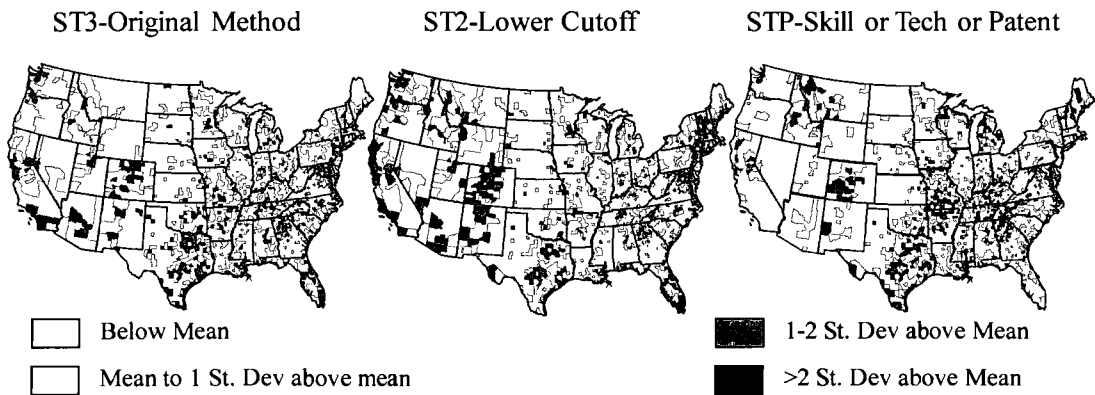 ST3-Original Method
ST2-Lower Cutoff
STP-Skill or Tech or Patent
Below Mean
1-2 St. Dev above Mean
Mean to 1 St. Dev above mean
>2 St. Dev above Mean